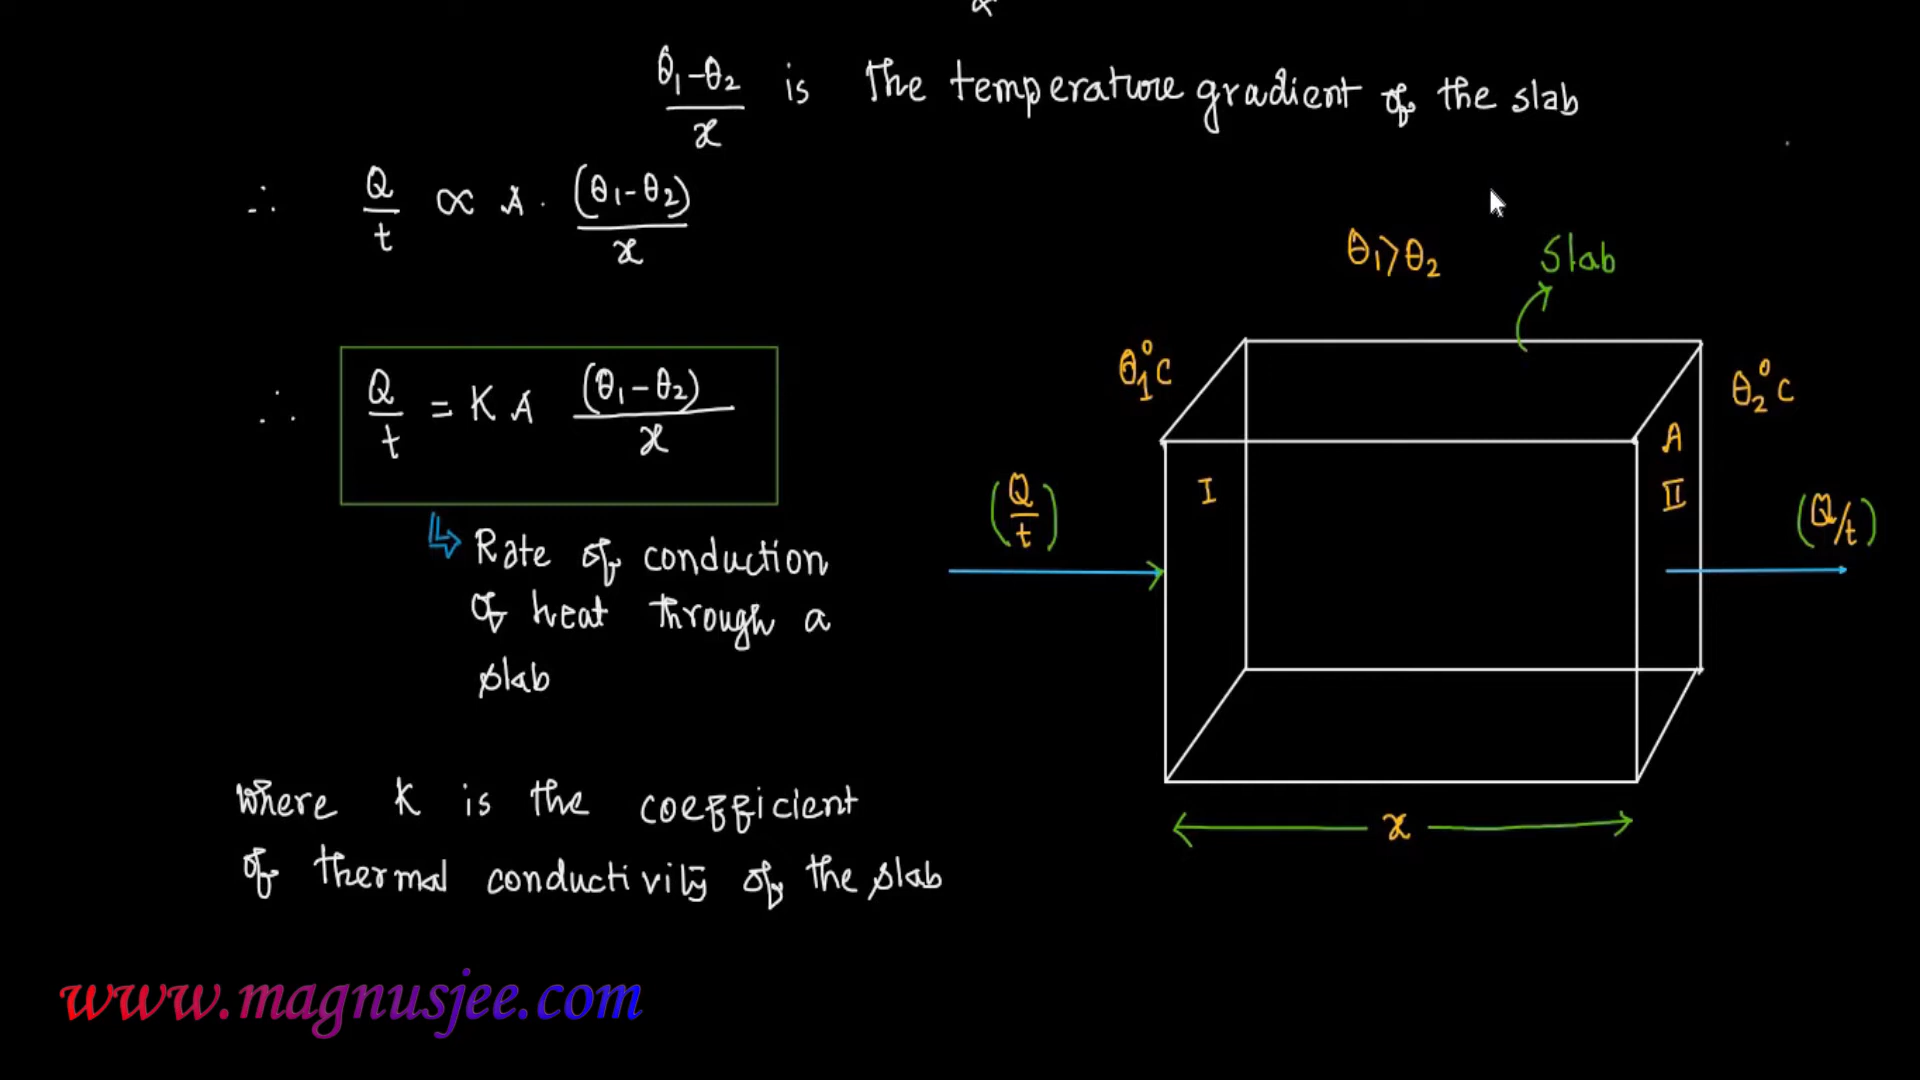 θ₁-θ₂/x is The temperature gradient of the slab
∴ Q/t ∝ A · (θ₁-θ₂)/x
θ₁>θ₂
Slab
∴ Q/t = K A (θ₁-θ₂)/x
θ₁°C
θ₂°C
A
I
II
(Q/t)
(Q/t)
Rate of conduction
of heat through a
slab
x
Where K is the coefficient
of thermal conductivity of the slab
www.magnusjee.com